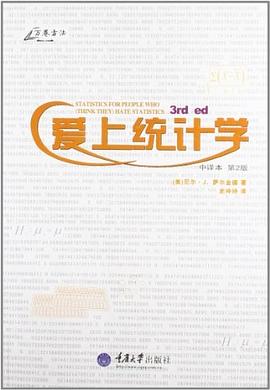 万卷方法
STATISTICS FOR PEOPLE WHO
(THINK THEY) HATE STATISTICS
3rd ed
爱上统计学
中译本 第2版
(美)尼尔·J.萨尔金德 著
史玲玲 译
重庆大学出版社